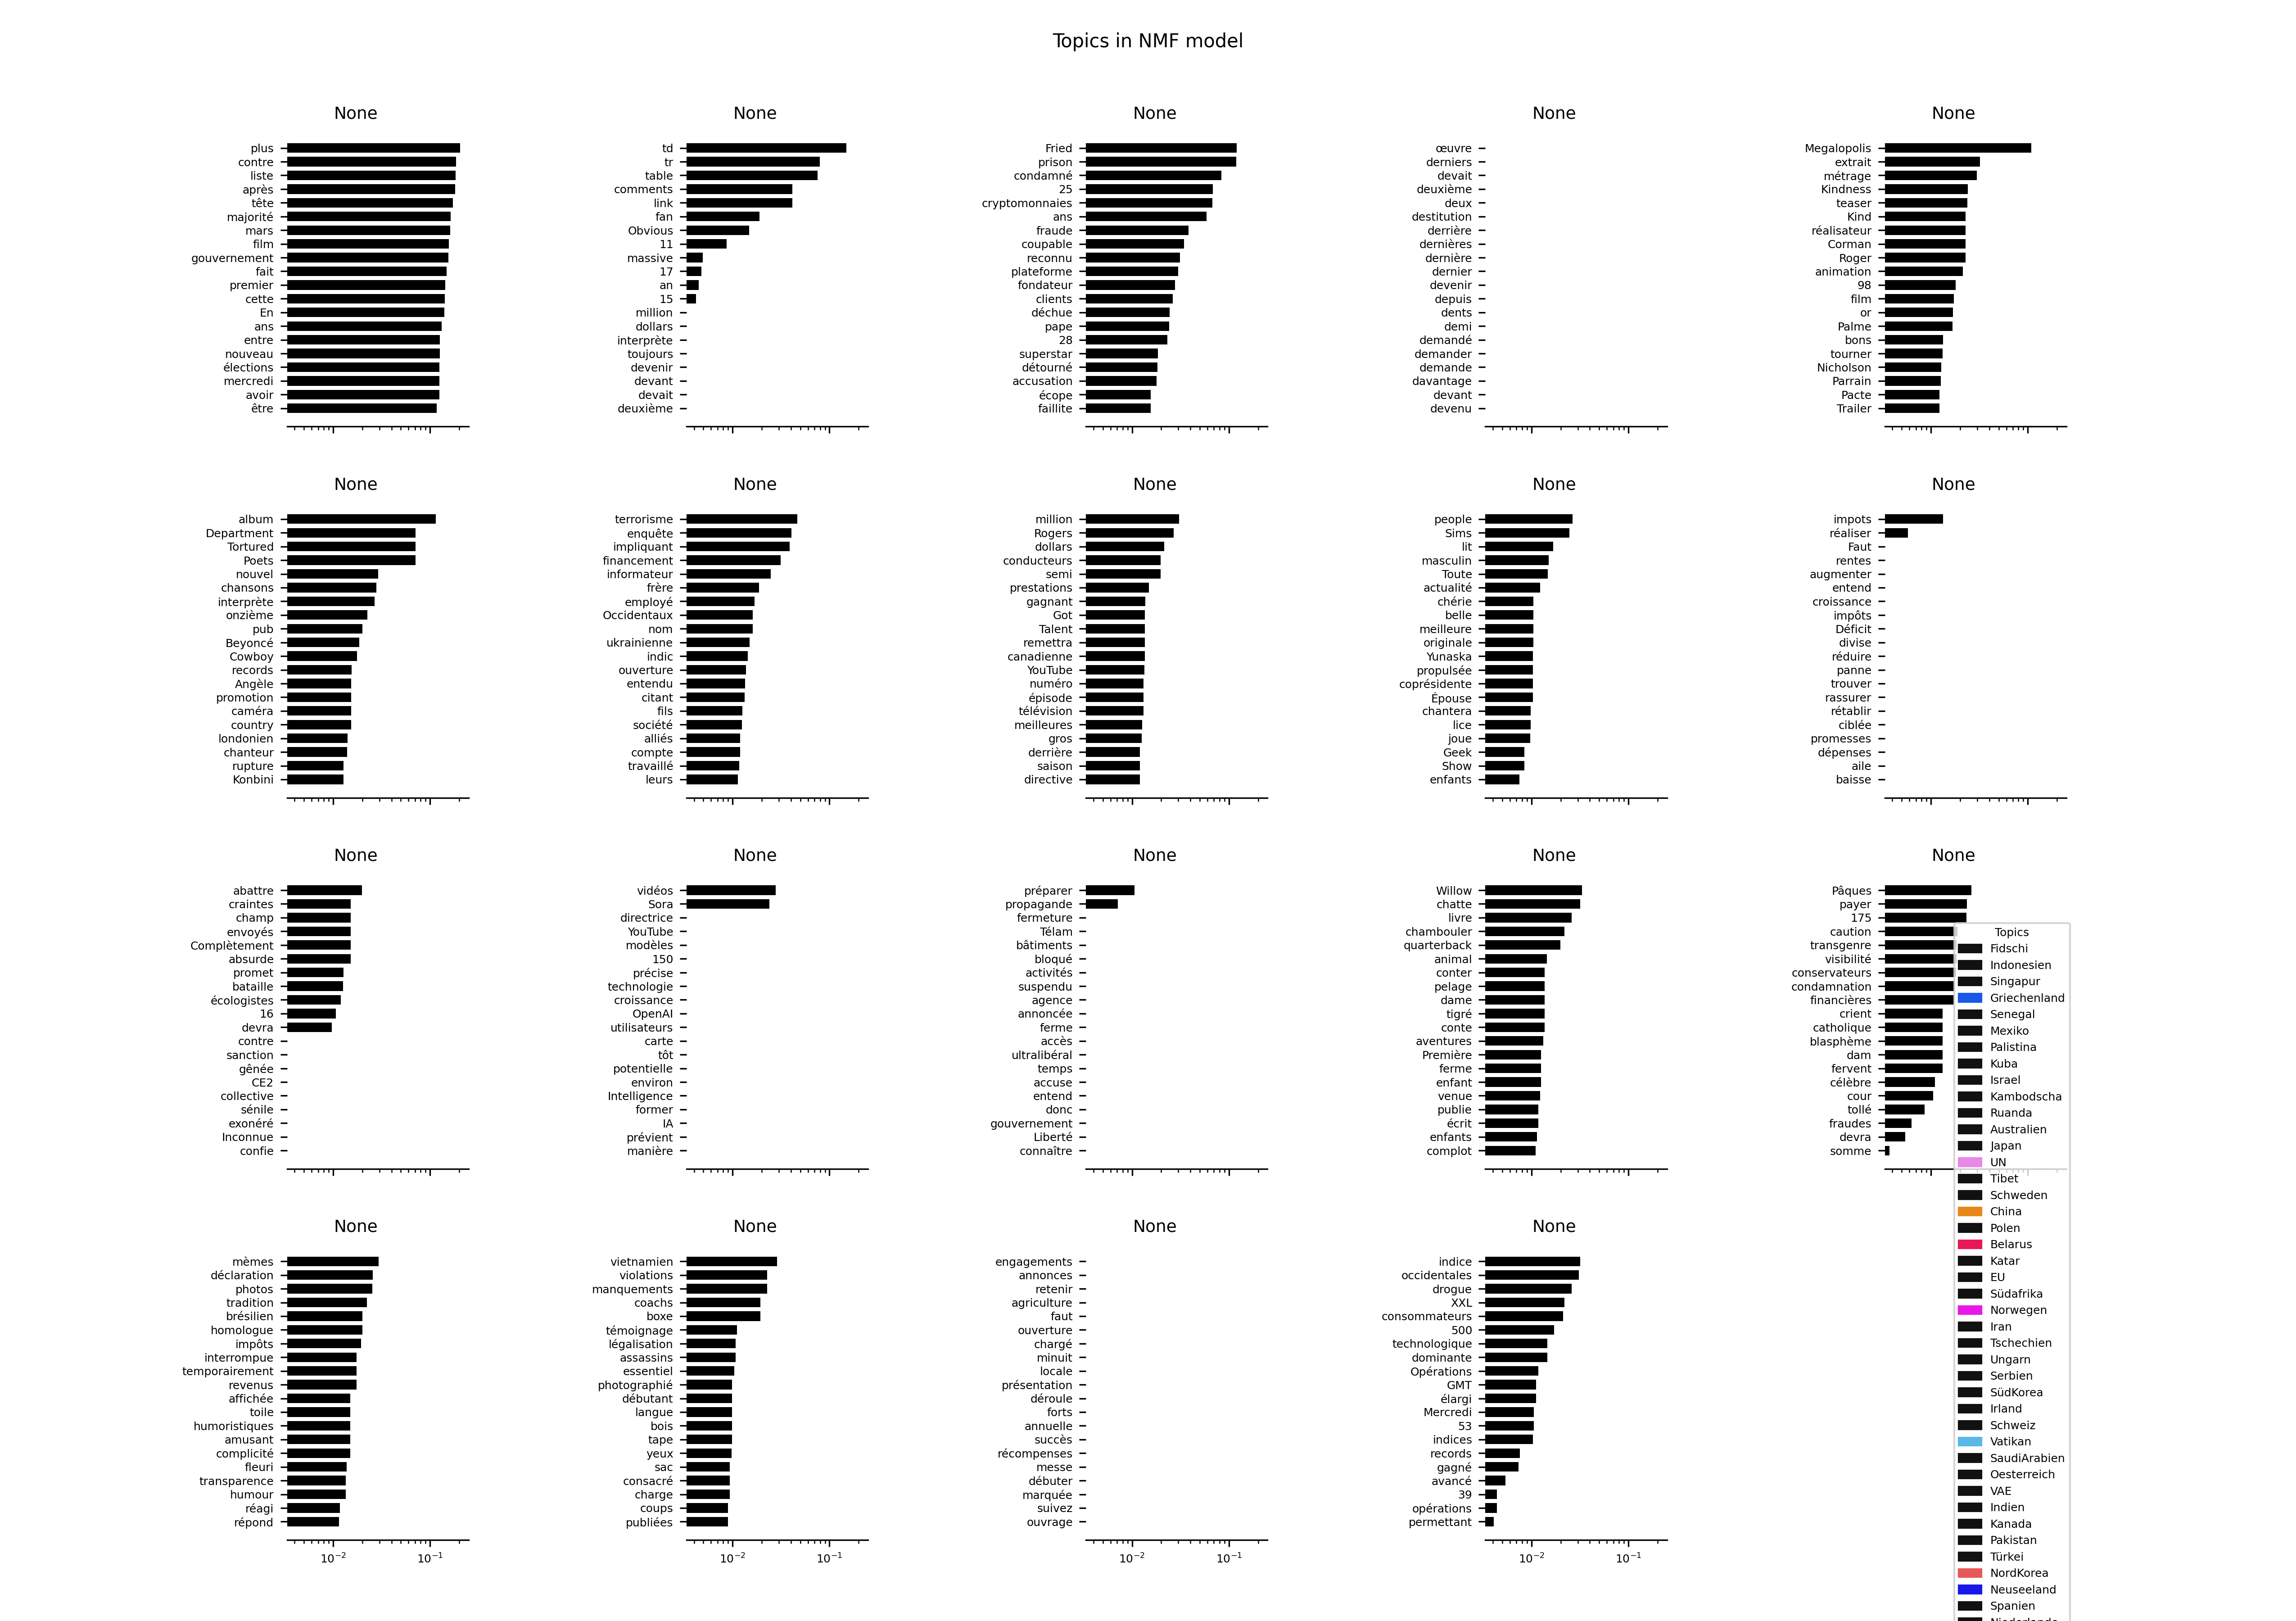 Topics in NMF model
None
plus
contre
liste
après
tête
majorité
mars
film
gouvernement
fait
premier
cette
En
ans
entre
nouveau
élections
mercredi
avoir
être
None
td
tr
table
comments
link
fan
Obvious
11
massive
17
an
15
million
dollars
interprète
toujours
devenir
devant
devait
deuxième
None
Fried
prison
condamné
25
cryptomonnaies
ans
fraude
coupable
reconnu
plateforme
fondateur
clients
déchue
pape
28
superstar
détourné
accusation
écope
faillite
None
œuvre
derniers
devait
deuxième
deux
destitution
derrière
dernières
dernière
dernier
devenir
depuis
dents
demi
demandé
demander
demande
davantage
devant
devenu
None
Megalopolis
extrait
métrage
Kindness
teaser
Kind
réalisateur
Corman
Roger
animation
98
film
or
Palme
bons
tourner
Nicholson
Parrain
Pacte
Trailer
None
album
Department
Tortured
Poets
nouvel
chansons
interprète
onzième
pub
Beyoncé
Cowboy
records
Angèle
promotion
caméra
country
londonien
chanteur
rupture
Konbini
None
terrorisme
enquête
impliquant
financement
informateur
frère
employé
Occidentaux
nom
ukrainienne
indic
ouverture
entendu
citant
fils
société
alliés
compte
travaillé
leurs
None
million
Rogers
dollars
conducteurs
semi
prestations
gagnant
Got
Talent
remettra
canadienne
YouTube
numéro
épisode
télévision
meilleures
gros
derrière
saison
directive
None
people
Sims
lit
masculin
Toute
actualité
chérie
belle
meilleure
originale
Yunaska
propulsée
coprésidente
Épouse
chantera
lice
joue
Geek
Show
enfants
None
impots
réaliser
Faut
rentes
augmenter
entend
croissance
impôts
Déficit
divise
réduire
panne
trouver
rassurer
rétablir
ciblée
promesses
dépenses
aile
baisse
None
abattre
craintes
champ
envoyés
Complètement
absurde
promet
bataille
écologistes
16
devra
contre
sanction
gênée
CE2
collective
sénile
exonéré
Inconnue
confie
None
vidéos
Sora
directrice
YouTube
modèles
150
précise
technologie
croissance
OpenAI
utilisateurs
carte
tôt
potentielle
environ
Intelligence
former
IA
prévient
manière
None
préparer
propagande
fermeture
Télam
bâtiments
bloqué
activités
suspendu
agence
annoncée
ferme
accès
ultralibéral
temps
accuse
entend
donc
gouvernement
Liberté
connaître
None
Willow
chatte
livre
chambouler
quarterback
animal
conter
pelage
dame
tigré
conte
aventures
Première
ferme
enfant
venue
publie
écrit
enfants
complot
None
Pâques
payer
175
caution
transgenre
visibilité
conservateurs
condamnation
financières
crient
catholique
blasphème
dam
fervent
célèbre
cour
tollé
fraudes
devra
somme
None
mèmes
déclaration
photos
tradition
brésilien
homologue
impôts
interrompue
temporairement
revenus
affichée
toile
humoristiques
amusant
complicité
fleuri
transparence
humour
réagi
répond
10⁻² 10⁻¹
None
vietnamien
violations
manquements
coachs
boxe
témoignage
légalisation
assassins
essentiel
photographié
débutant
langue
bois
tape
yeux
sac
consacré
charge
coups
publiées
10⁻² 10⁻¹
None
engagements
annonces
retenir
agriculture
faut
ouverture
chargé
minuit
locale
présentation
déroule
forts
annuelle
succès
récompenses
messe
débuter
marquée
suivez
ouvrage
10⁻² 10⁻¹
None
indice
occidentales
drogue
XXL
consommateurs
500
technologique
dominante
Opérations
GMT
élargi
Mercredi
53
indices
records
gagné
avancé
39
opérations
permettant
10⁻² 10⁻¹
Topics
Fidschi
Indonesien
Singapur
Griechenland
Senegal
Mexiko
Palistina
Kuba
Israel
Kambodscha
Ruanda
Australien
Japan
UN
Tibet
Schweden
China
Polen
Belarus
Katar
EU
Südafrika
Norwegen
Iran
Tschechien
Ungarn
Serbien
SüdKorea
Irland
Schweiz
Vatikan
SaudiArabien
Oesterreich
VAE
Indien
Kanada
Pakistan
Türkei
NordKorea
Neuseeland
Spanien